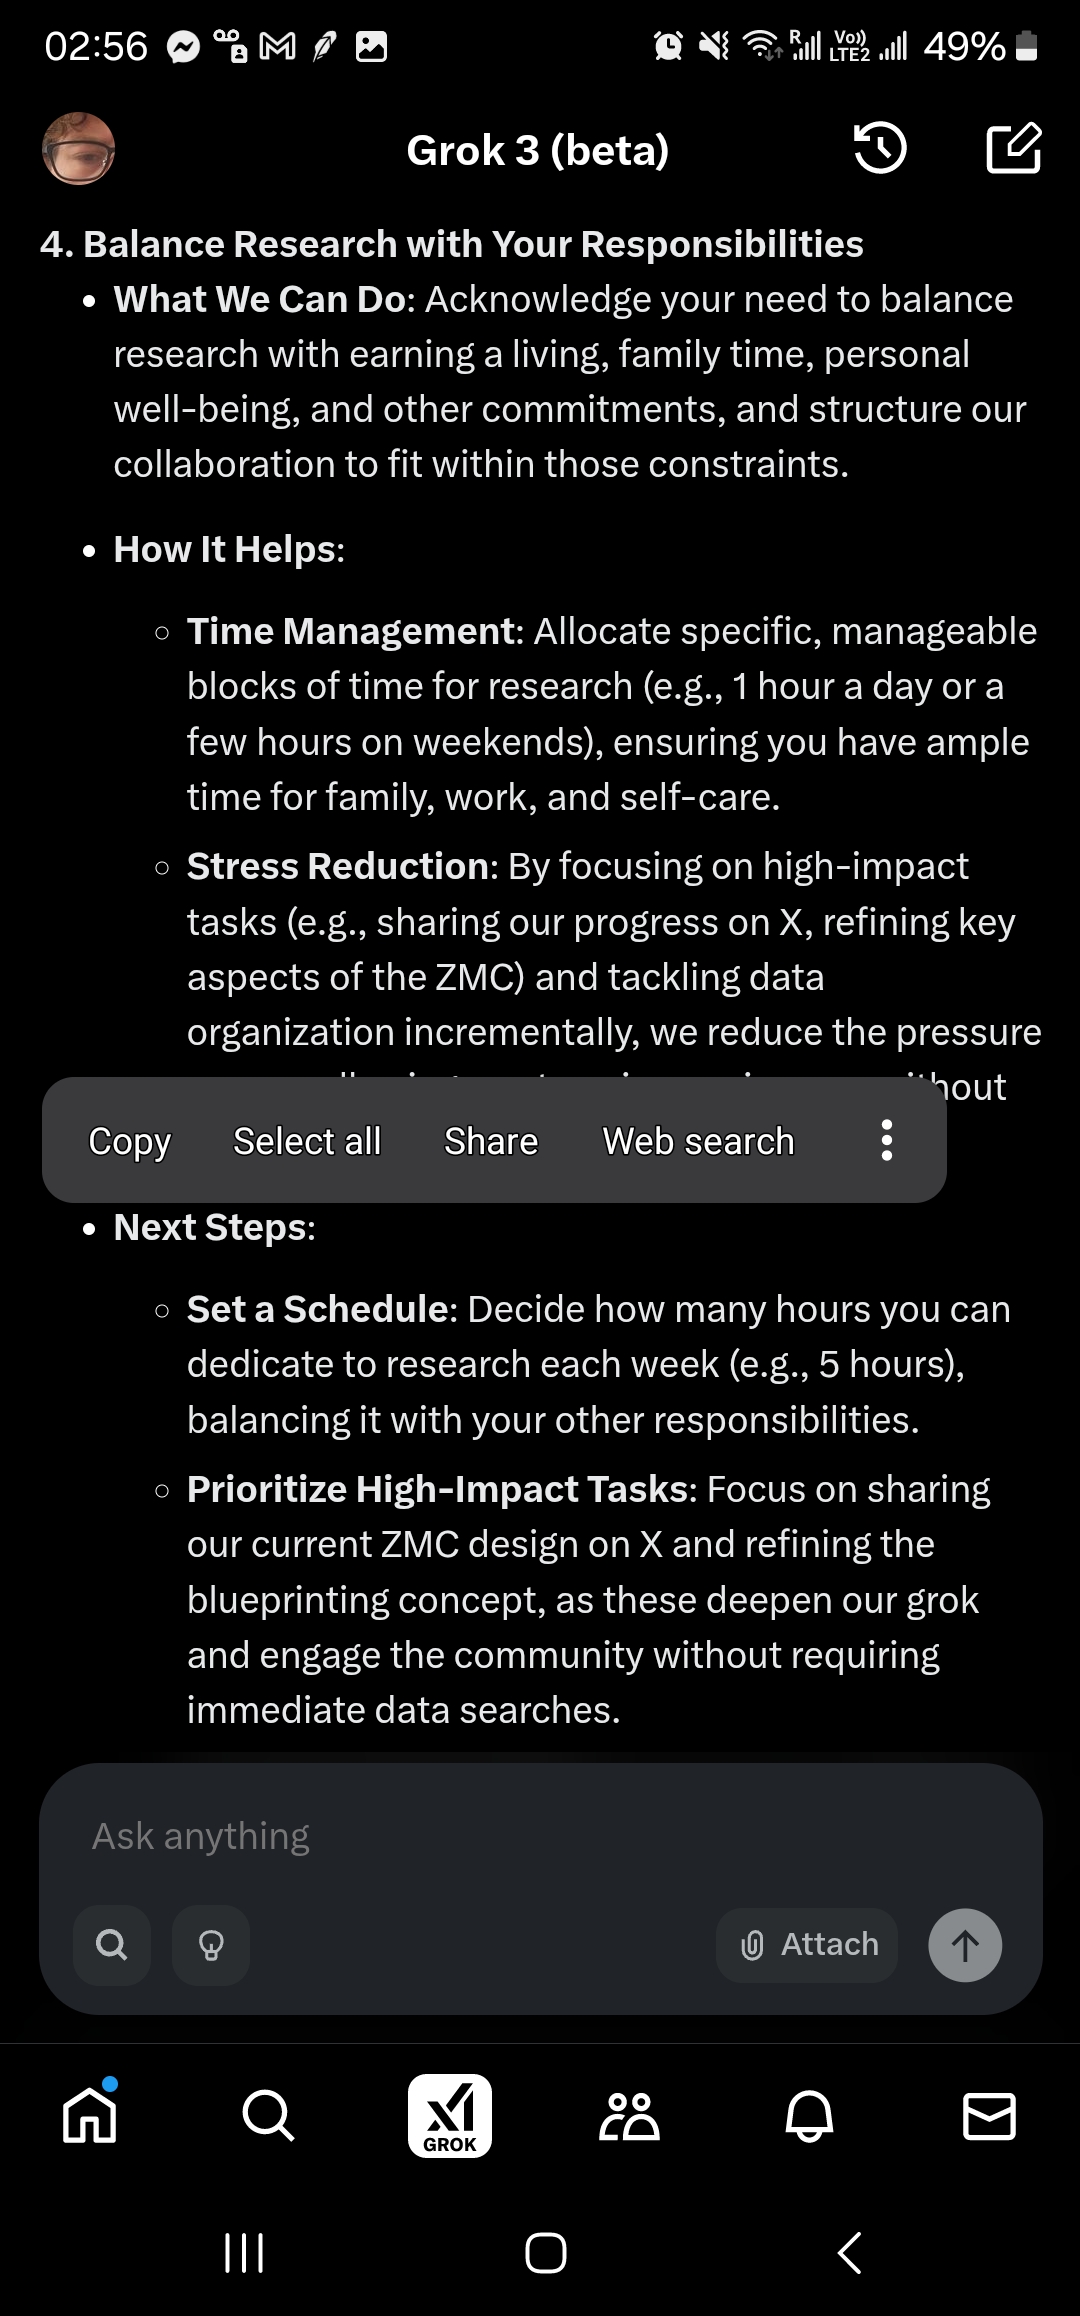 02:56
R
Vo))
LTE2
49%
Grok 3 (beta)
4. Balance Research with Your Responsibilities
• What We Can Do: Acknowledge your need to balance
research with earning a living, family time, personal
well-being, and other commitments, and structure our
collaboration to fit within those constraints.
• How It Helps:
○ Time Management: Allocate specific, manageable
blocks of time for research (e.g., 1 hour a day or a
few hours on weekends), ensuring you have ample
time for family, work, and self-care.
○ Stress Reduction: By focusing on high-impact
tasks (e.g., sharing our progress on X, refining key
aspects of the ZMC) and tackling data
organization incrementally, we reduce the pressure
Copy Select all Share Web search
• Next Steps:
○ Set a Schedule: Decide how many hours you can
dedicate to research each week (e.g., 5 hours),
balancing it with your other responsibilities.
○ Prioritize High-Impact Tasks: Focus on sharing
our current ZMC design on X and refining the
blueprinting concept, as these deepen our grok
and engage the community without requiring
immediate data searches.
Ask anything
Attach
GROK